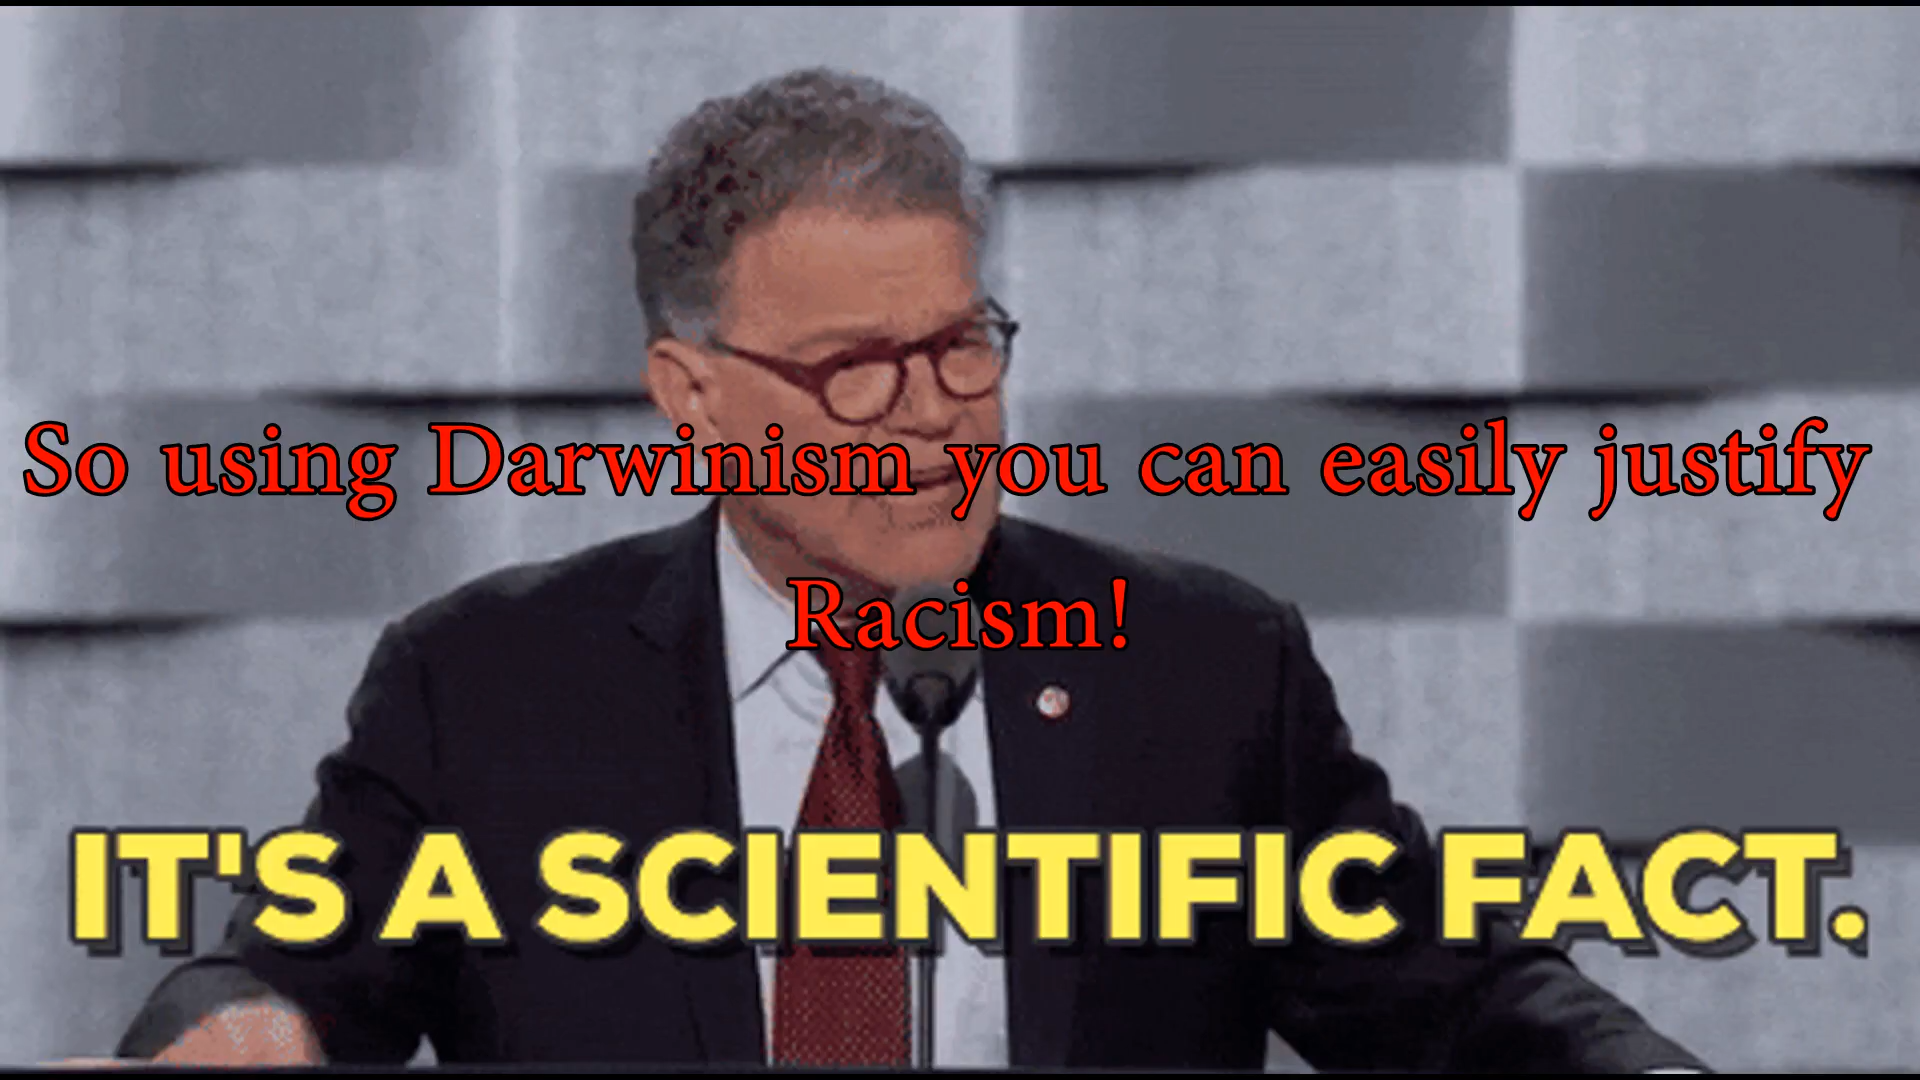 So using Darwinism you can easily justify
Racism!
IT'S A SCIENTIFIC FACT.